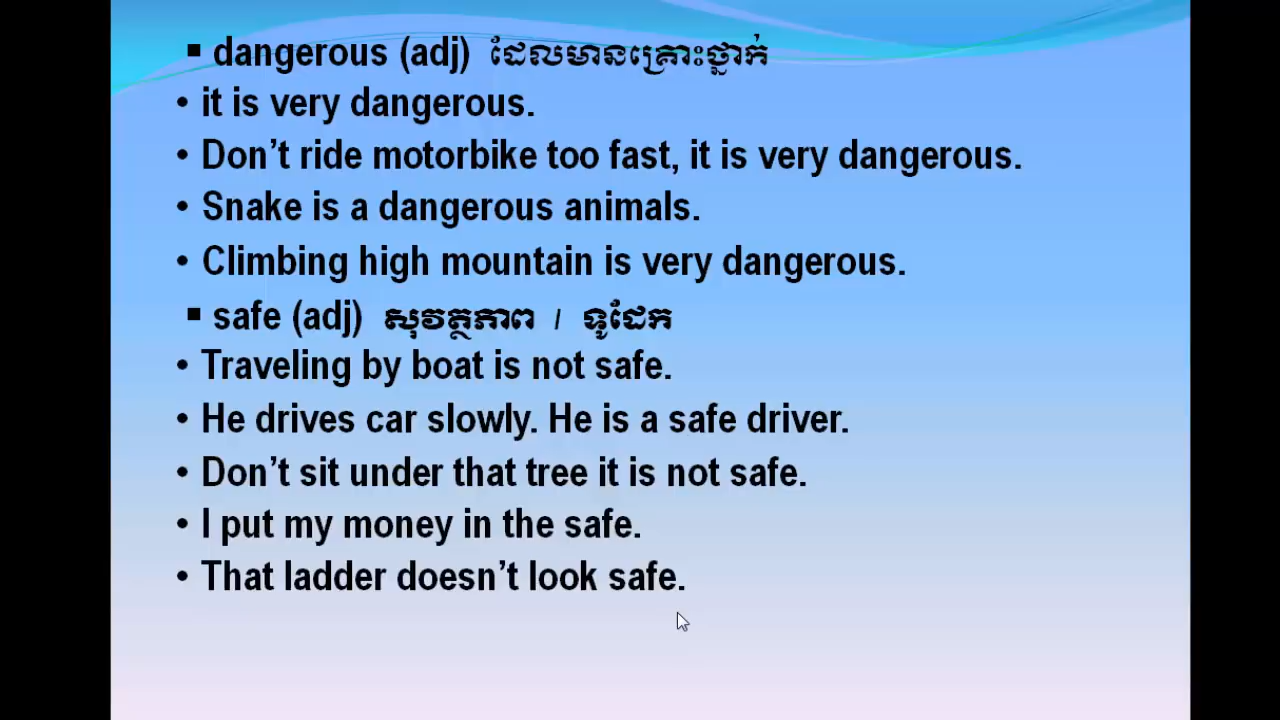 ▪ dangerous (adj) ដែលមានគ្រោះថ្នាក់
• it is very dangerous.
• Don’t ride motorbike too fast, it is very dangerous.
• Snake is a dangerous animals.
• Climbing high mountain is very dangerous.
▪ safe (adj) សុវត្ថភាព / ទូដែក
• Traveling by boat is not safe.
• He drives car slowly. He is a safe driver.
• Don’t sit under that tree it is not safe.
• I put my money in the safe.
• That ladder doesn’t look safe.